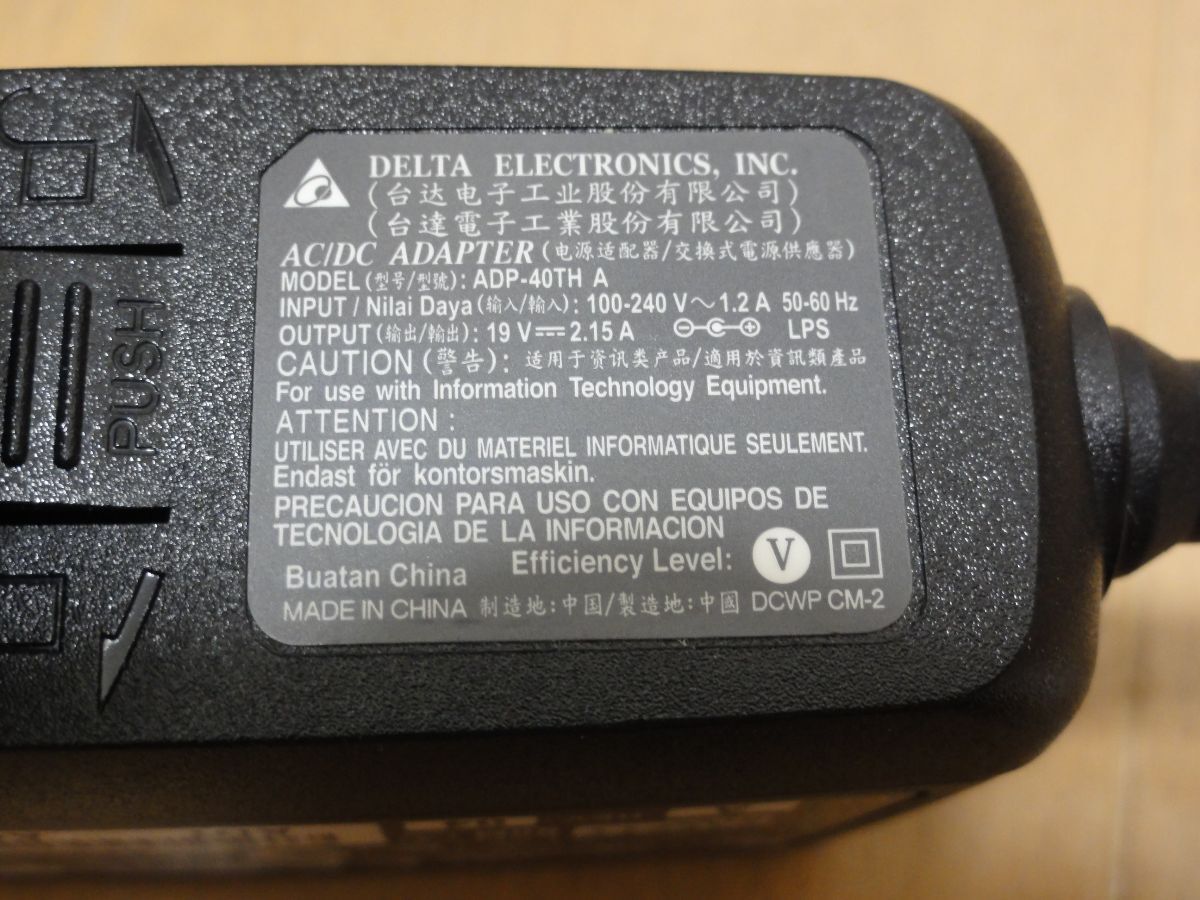 DELTA ELECTRONICS, INC.
(台达电子工业股份有限公司)
(台達電子工業股份有限公司)
AC/DC ADAPTER (电源适配器/交換式電源供應器)
MODEL (型号/型號): ADP-40TH A
INPUT / Nilai Daya (输入/輸入): 100-240 V～1.2 A 50-60 Hz
OUTPUT (输出/輸出): 19 V⎓2.15 A LPS
CAUTION (警告): 适用于资讯类产品/適用於資訊類產品
For use with Information Technology Equipment.
ATTENTION :
UTILISER AVEC DU MATERIEL INFORMATIQUE SEULEMENT.
Endast för kontorsmaskin.
PRECAUCION PARA USO CON EQUIPOS DE
TECNOLOGIA DE LA INFORMACION
Efficiency Level: V
Buatan China
MADE IN CHINA 制造地:中国/製造地:中國 DCWP CM-2
PUSH